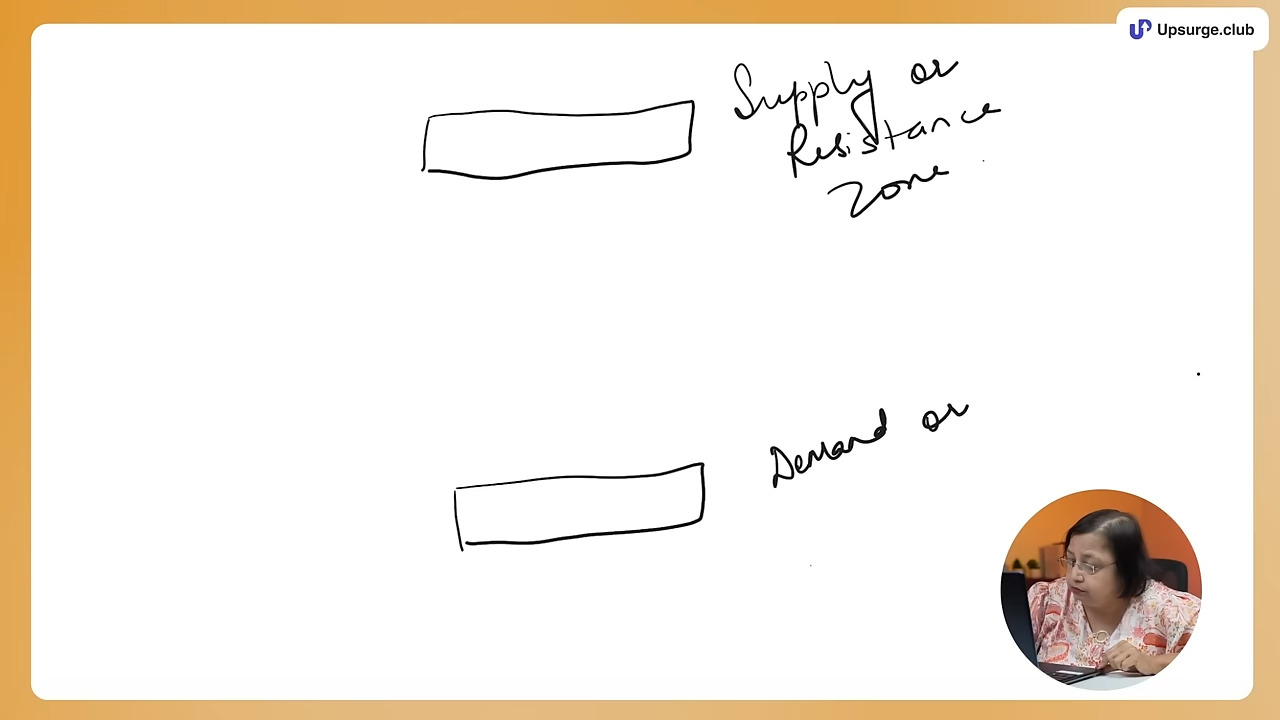 Upsurge.club
Supply or
Resistance
Zone
Demand or